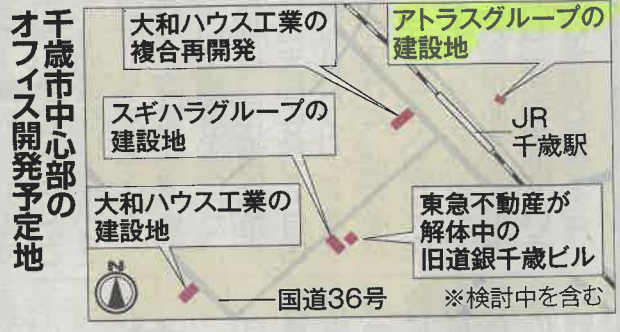 千歳市中心部の
オフィス開発予定地
大和ハウス工業の
複合再開発
アトラスグループの
建設地
スギハラグループの
建設地
JR
千歳駅
大和ハウス工業の
建設地
東急不動産が
解体中の
旧道銀千歳ビル
N
国道36号
※検討中を含む